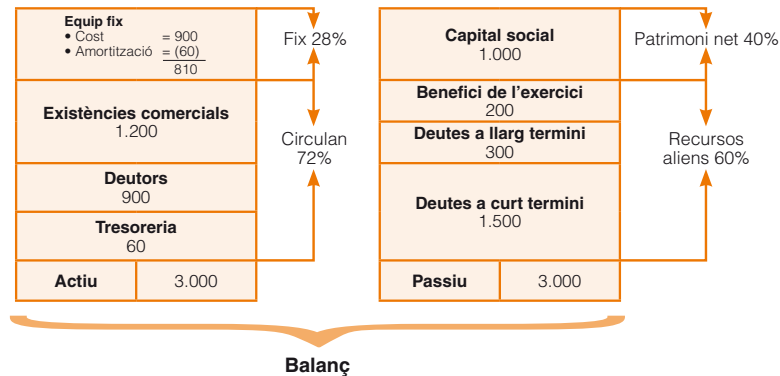 Equip fix
• Cost = 900
• Amortització = (60)
810
Fix 28%
Existències comercials
1.200
Circulan
72%
Deutors
900
Tresoreria
60
Actiu 3.000
Capital social
1.000
Patrimoni net 40%
Benefici de l'exercici
200
Deutes a llarg termini
300
Recursos
aliens 60%
Deutes a curt termini
1.500
Passiu 3.000
Balanç